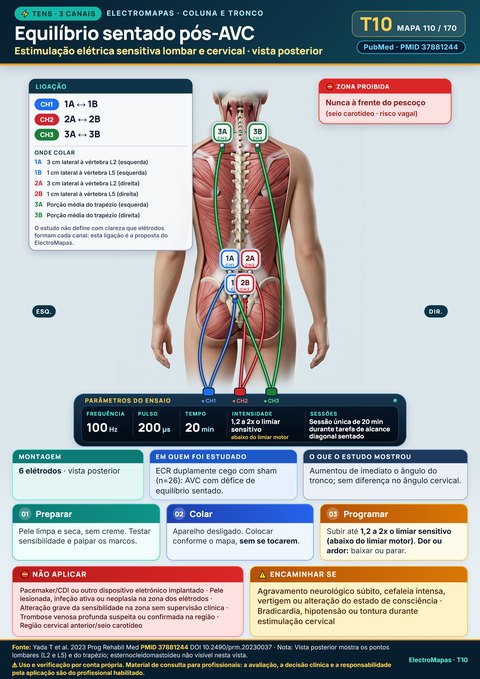 TENS · 3 CANAIS
ELECTROMAPAS · COLUNA E TRONCO
Equilíbrio sentado pós-AVC
Estimulação elétrica sensitiva lombar e cervical · vista posterior
T10 MAPA 110 / 170
PubMed · PMID 37881244
LIGAÇÃO
CH1 1A ↔ 1B
CH2 2A ↔ 2B
CH3 3A ↔ 3B
ONDE COLAR
1A 3 cm lateral à vértebra L2 (esquerda)
1B 1 cm lateral à vértebra L5 (esquerda)
2A 3 cm lateral à vértebra L2 (direita)
2B 1 cm lateral à vértebra L5 (direita)
3A Porção média do trapézio (esquerda)
3B Porção média do trapézio (direita)
O estudo não define com clareza que elétrodos
formam cada canal: esta ligação é a proposta do
ElectroMapas.
ZONA PROIBIDA
Nunca à frente do pescoço
(seio carotídeo · risco vagal)
3A
CH3
3B
CH3
1A
CH1
2A
CH2
2B
CH2
ESQ.
DIR.
PARÂMETROS DO ENSAIO
CH1
CH2
CH3
FREQUÊNCIA
100 Hz
PULSO
200 µs
TEMPO
20 min
INTENSIDADE
1,2 a 2x o limiar
sensitivo
abaixo do limiar motor
SESSÕES
Sessão única de 20 min
durante tarefa de alcance
diagonal sentado
MONTAGEM
6 elétrodos · vista posterior
EM QUEM FOI ESTUDADO
ECR duplamente cego com sham
(n=26): AVC com défice de
equilíbrio sentado.
O QUE O ESTUDO MOSTROU
Aumentou de imediato o ângulo do
tronco; sem diferença no ângulo cervical.
01 Preparar
Pele limpa e seca, sem creme. Testar
sensibilidade e palpar os marcos.
02 Colar
Aparelho desligado. Colocar
conforme o mapa, sem se tocarem.
03 Programar
Subir até 1,2 a 2x o limiar sensitivo
(abaixo do limiar motor). Dor ou
ardor: baixar ou parar.
NÃO APLICAR
Pacemaker/CDI ou outro dispositivo eletrónico implantado · Pele
lesionada, infeção ativa ou neoplasia na zona dos elétrodos ·
Alteração grave da sensibilidade na zona sem supervisão clínica ·
Trombose venosa profunda suspeita ou confirmada na região ·
Região cervical anterior/seio carotídeo
ENCAMINHAR SE
Agravamento neurológico súbito, cefaleia intensa,
vertigem ou alteração do estado de consciência ·
Bradicardia, hipotensão ou tontura durante
estimulação cervical
Fonte: Yada T et al. 2023 Prog Rehabil Med PMID 37881244 DOI 10.2490/prm.20230037 · Nota: Vista posterior mostra os pontos
lombares (L2 e L5) e do trapézio; esternocleidomastoideu não visível nesta vista.
Uso e verificação por conta própria. Material de consulta para profissionais: a avaliação, a decisão clínica e a responsabilidade
pela aplicação são do profissional habilitado.
ElectroMapas · T10